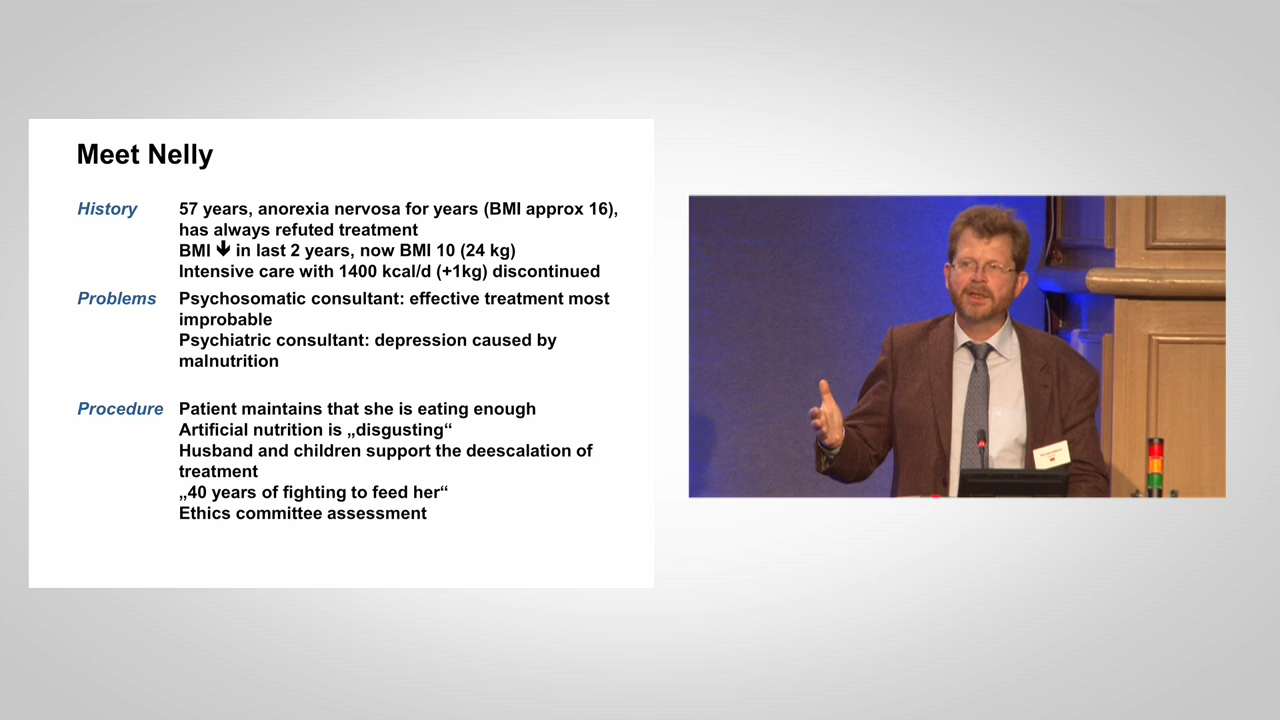 Meet Nelly
History 57 years, anorexia nervosa for years (BMI approx 16),
has always refuted treatment
BMI 🡫 in last 2 years, now BMI 10 (24 kg)
Intensive care with 1400 kcal/d (+1kg) discontinued
Problems Psychosomatic consultant: effective treatment most
improbable
Psychiatric consultant: depression caused by
malnutrition
Procedure Patient maintains that she is eating enough
Artificial nutrition is „disgusting“
Husband and children support the deescalation of
treatment
„40 years of fighting to feed her“
Ethics committee assessment